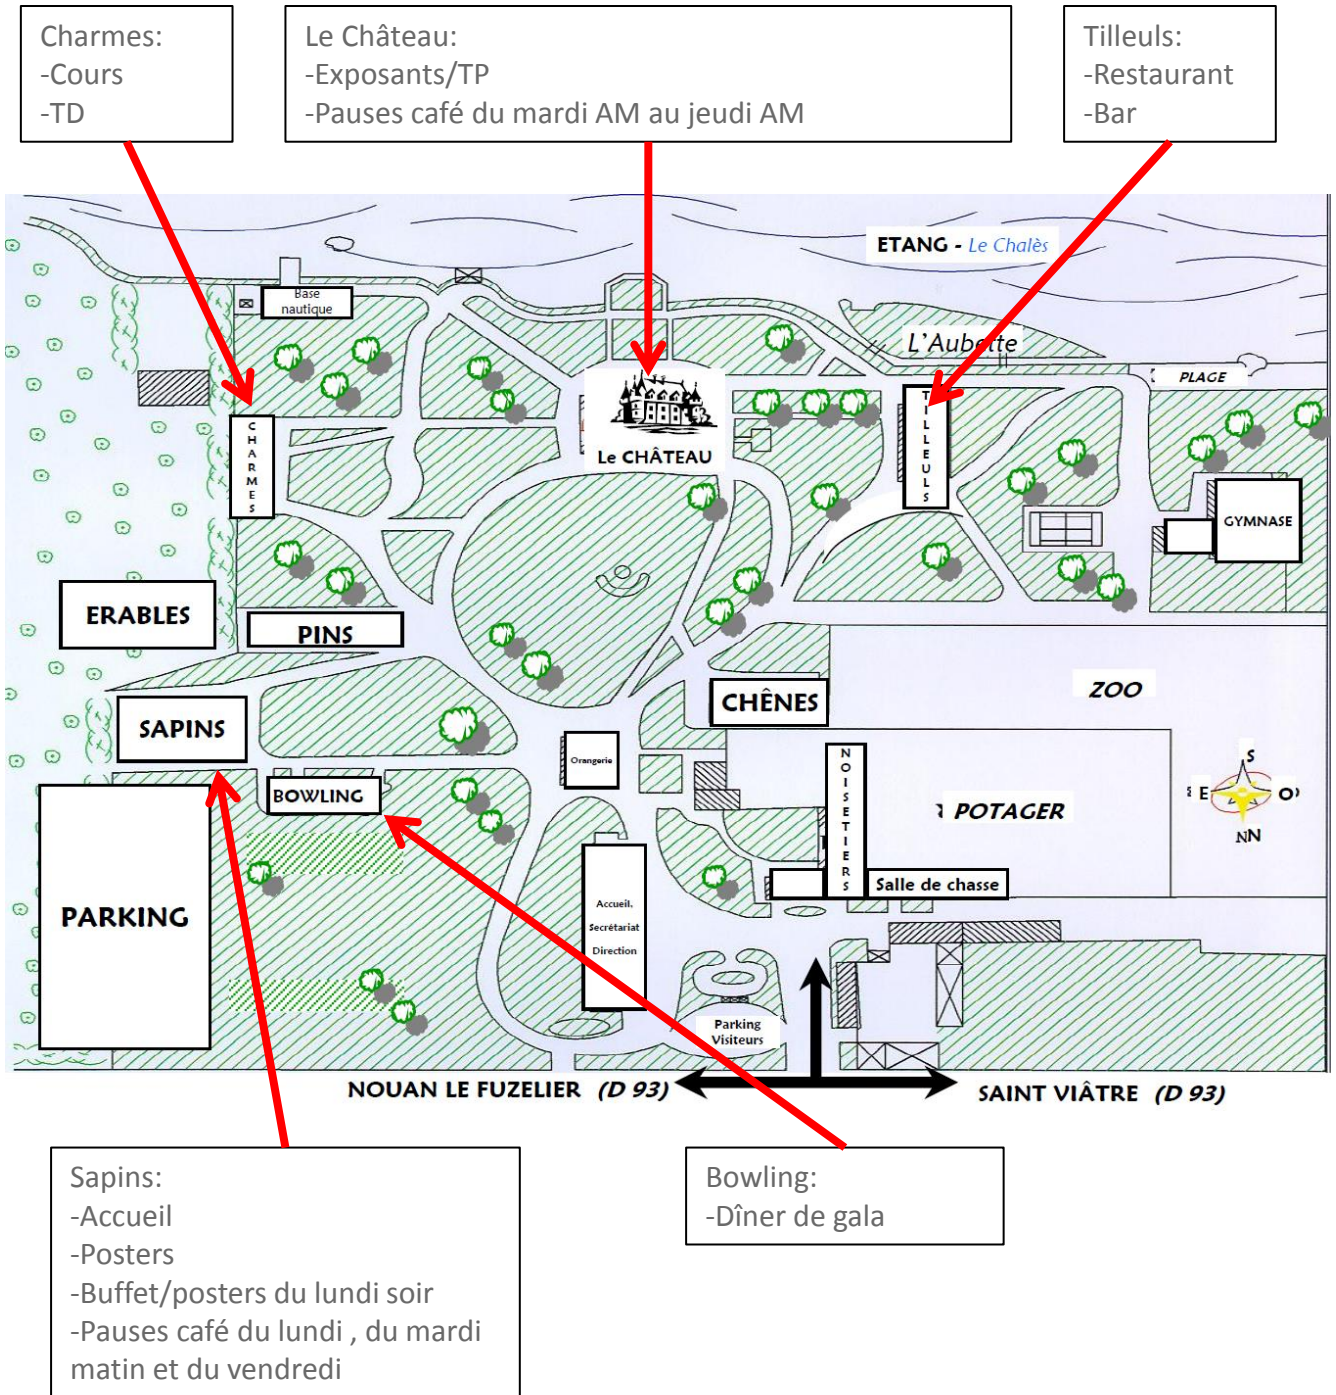 Charmes:
-Cours
-TD
Le Château:
-Exposants/TP
-Pauses café du mardi AM au jeudi AM
Tilleuls:
-Restaurant
-Bar
ETANG - Le Chalès
Base
nautique
L'Aubette
PLAGE
CHARMES
Le CHÂTEAU
TILLEULS
GYMNASE
ERABLES
PINS
CHÊNES
ZOO
SAPINS
Orangerie
NOISETIERS
BOWLING
POTAGER
S
E
O
NN
PARKING
Salle de chasse
Accueil,
Secrétariat
Direction
Parking
Visiteurs
NOUAN LE FUZELIER (D 93)
SAINT VIÂTRE (D 93)
Sapins:
-Accueil
-Posters
-Buffet/posters du lundi soir
-Pauses café du lundi , du mardi
matin et du vendredi
Bowling:
-Dîner de gala